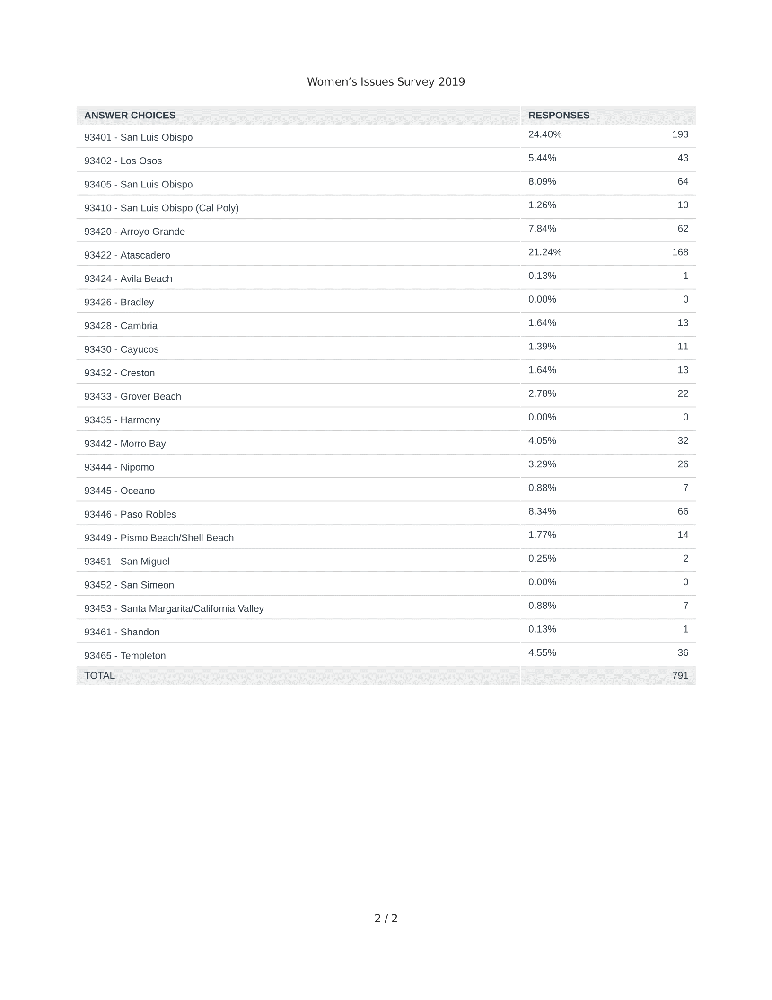 Women’s Issues Survey 2019
ANSWER CHOICES RESPONSES
93401 - San Luis Obispo 24.40% 193
93402 - Los Osos 5.44% 43
93405 - San Luis Obispo 8.09% 64
93410 - San Luis Obispo (Cal Poly) 1.26% 10
93420 - Arroyo Grande 7.84% 62
93422 - Atascadero 21.24% 168
93424 - Avila Beach 0.13% 1
93426 - Bradley 0.00% 0
93428 - Cambria 1.64% 13
93430 - Cayucos 1.39% 11
93432 - Creston 1.64% 13
93433 - Grover Beach 2.78% 22
93435 - Harmony 0.00% 0
93442 - Morro Bay 4.05% 32
93444 - Nipomo 3.29% 26
93445 - Oceano 0.88% 7
93446 - Paso Robles 8.34% 66
93449 - Pismo Beach/Shell Beach 1.77% 14
93451 - San Miguel 0.25% 2
93452 - San Simeon 0.00% 0
93453 - Santa Margarita/California Valley 0.88% 7
93461 - Shandon 0.13% 1
93465 - Templeton 4.55% 36
TOTAL 791
2 / 2